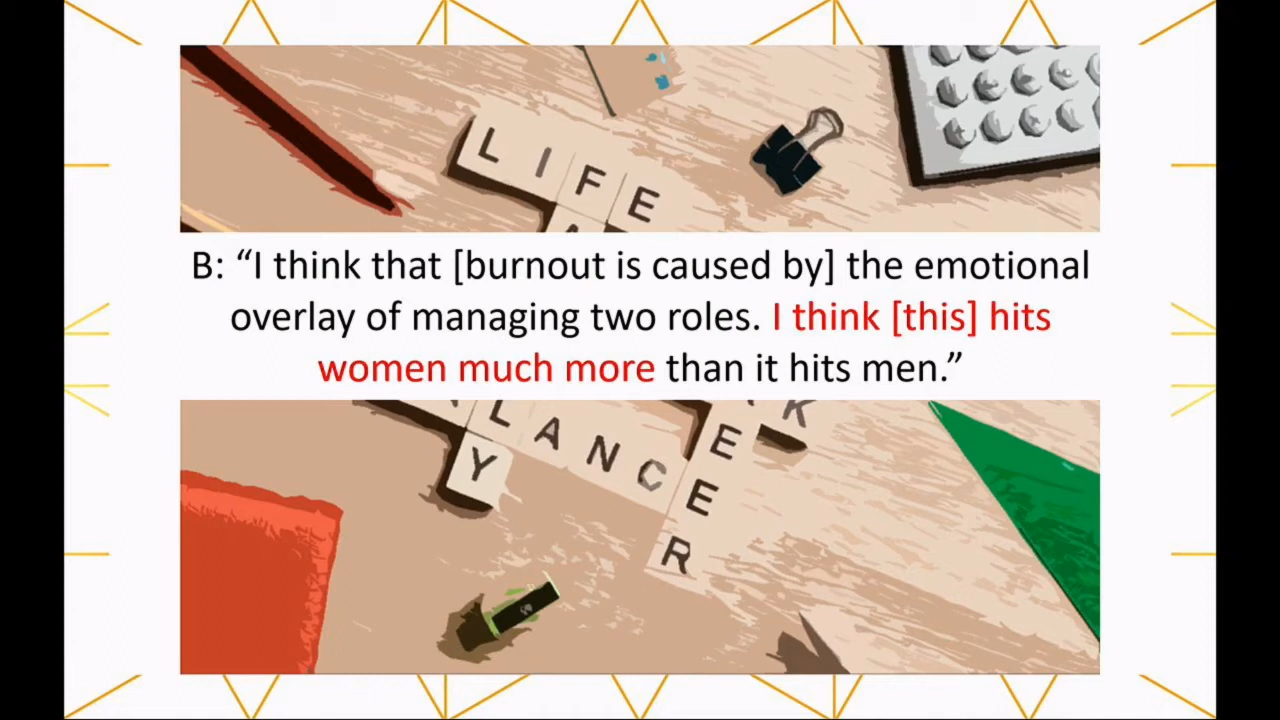 LIFE
B: “I think that [burnout is caused by] the emotional
overlay of managing two roles. I think [this] hits
women much more than it hits men.”
K
LANCE
Y
E
E
R